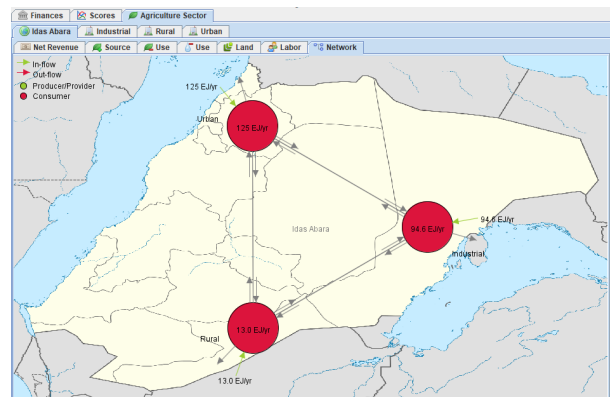 Finances Scores Agriculture Sector
Idas Abara Industrial Rural Urban
Net Revenue Source Use Use Land Labor Network
In-flow
Out-flow
Producer/Provider
Consumer
125 EJ/yr
Urban
125 EJ/yr
Idas Abara
94.6 EJ/yr
94.6 EJ/yr
Industrial
13.0 EJ/yr
Rural
13.0 EJ/yr